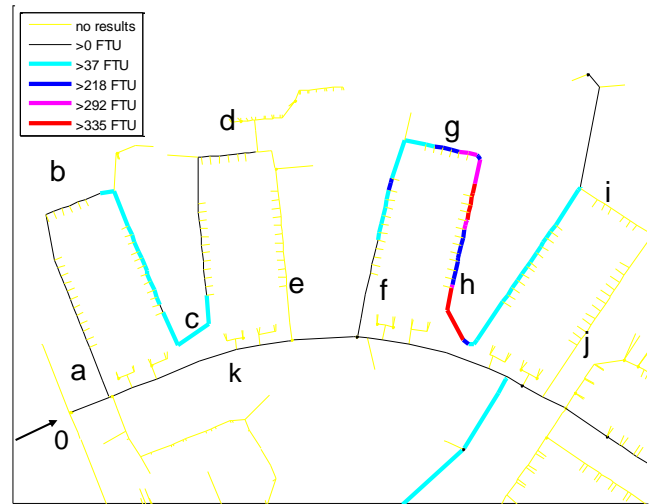 no results
>0 FTU
>37 FTU
>218 FTU
>292 FTU
>335 FTU
d
g
b
i
e
f
h
c
a
k
j
0